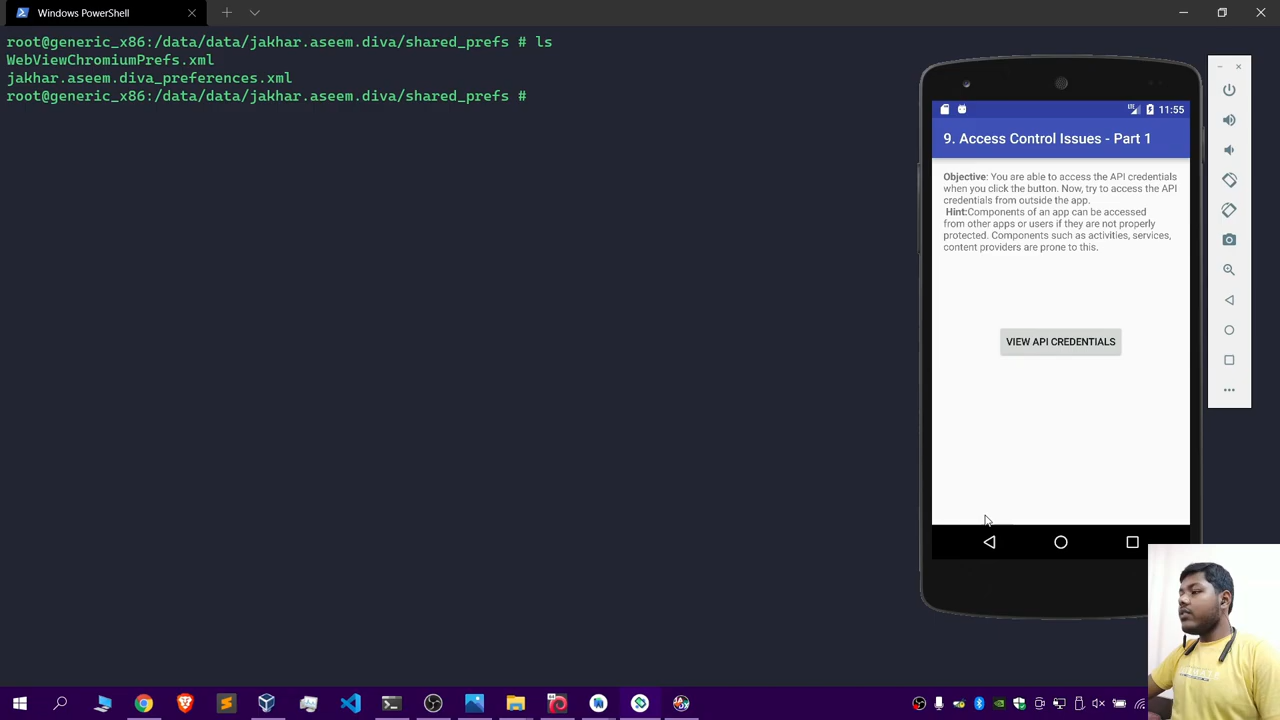 Windows PowerShell
root@generic_x86:/data/data/jakhar.aseem.diva/shared_prefs # ls
WebViewChromiumPrefs.xml
jakhar.aseem.diva_preferences.xml
root@generic_x86:/data/data/jakhar.aseem.diva/shared_prefs #
LTE
11:55
9. Access Control Issues - Part 1
Objective: You are able to access the API credentials
when you click the button. Now, try to access the API
credentials from outside the app.
Hint:Components of an app can be accessed
from other apps or users if they are not properly
protected. Components such as activities, services,
content providers are prone to this.
VIEW API CREDENTIALS